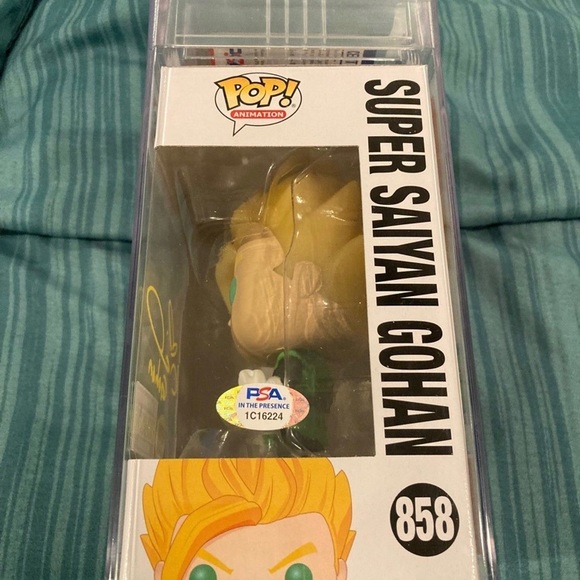 POP!
ANIMATION
SUPER SAIYAN GOHAN
PSA
IN THE PRESENCE
1C16224
858